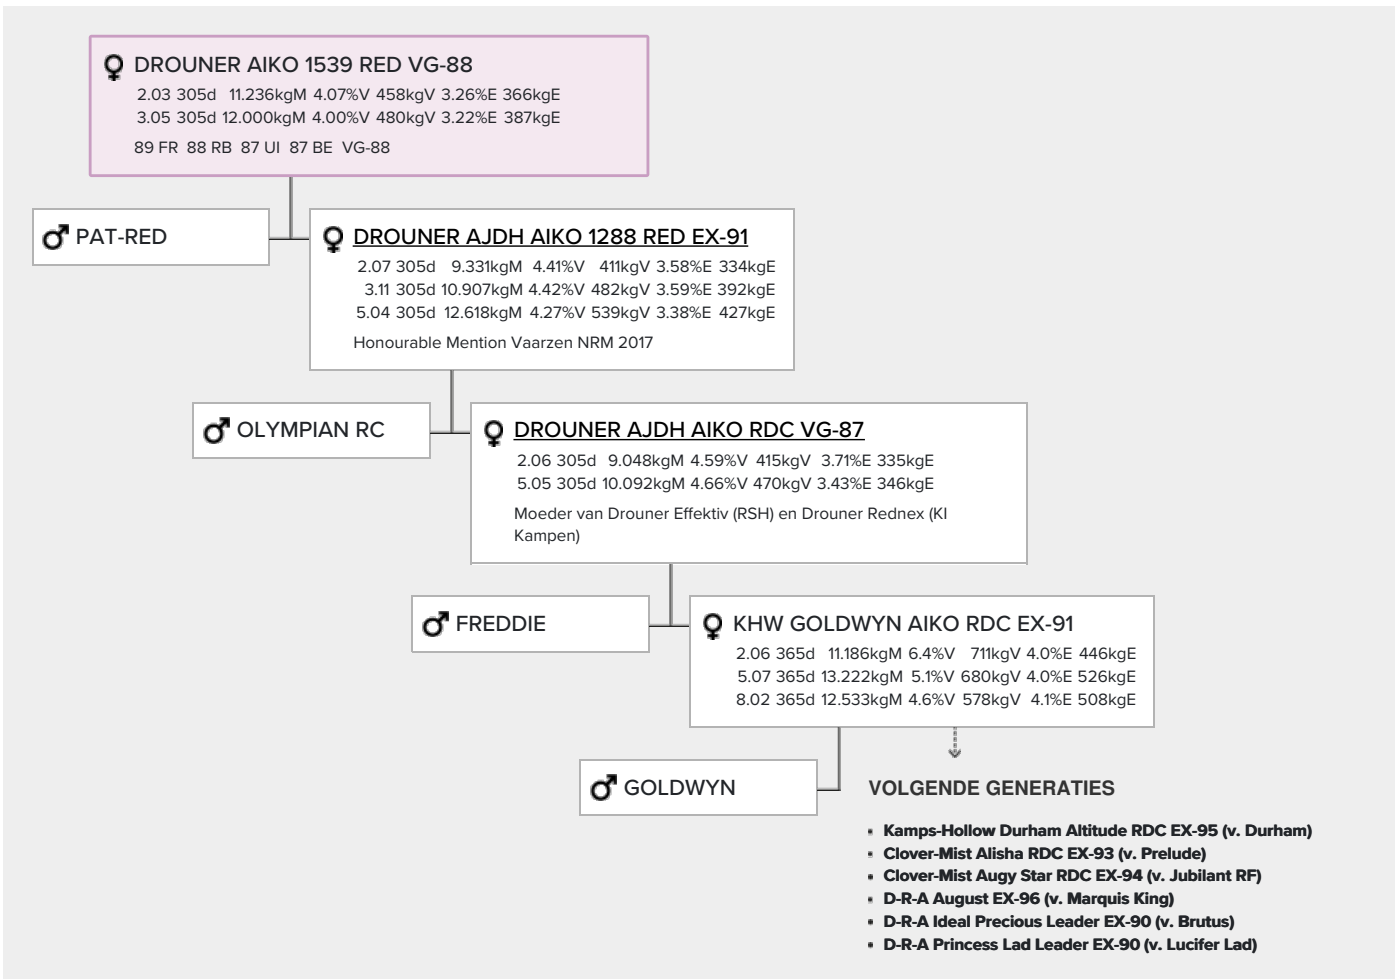 DROUNER AIKO 1539 RED VG-88
2.03 305d 11.236kgM 4.07%V 458kgV 3.26%E 366kgE
3.05 305d 12.000kgM 4.00%V 480kgV 3.22%E 387kgE
89 FR 88 RB 87 UI 87 BE VG-88
PAT-RED
DROUNER AJDH AIKO 1288 RED EX-91
2.07 305d 9.331kgM 4.41%V 411kgV 3.58%E 334kgE
3.11 305d 10.907kgM 4.42%V 482kgV 3.59%E 392kgE
5.04 305d 12.618kgM 4.27%V 539kgV 3.38%E 427kgE
Honourable Mention Vaarzen NRM 2017
OLYMPIAN RC
DROUNER AJDH AIKO RDC VG-87
2.06 305d 9.048kgM 4.59%V 415kgV 3.71%E 335kgE
5.05 305d 10.092kgM 4.66%V 470kgV 3.43%E 346kgE
Moeder van Drouner Effektiv (RSH) en Drouner Rednex (KI
Kampen)
FREDDIE
KHW GOLDWYN AIKO RDC EX-91
2.06 365d 11.186kgM 6.4%V 711kgV 4.0%E 446kgE
5.07 365d 13.222kgM 5.1%V 680kgV 4.0%E 526kgE
8.02 365d 12.533kgM 4.6%V 578kgV 4.1%E 508kgE
GOLDWYN
VOLGENDE GENERATIES
Kamps-Hollow Durham Altitude RDC EX-95 (v. Durham)
Clover-Mist Alisha RDC EX-93 (v. Prelude)
Clover-Mist Augy Star RDC EX-94 (v. Jubilant RF)
D-R-A August EX-96 (v. Marquis King)
D-R-A Ideal Precious Leader EX-90 (v. Brutus)
D-R-A Princess Lad Leader EX-90 (v. Lucifer Lad)